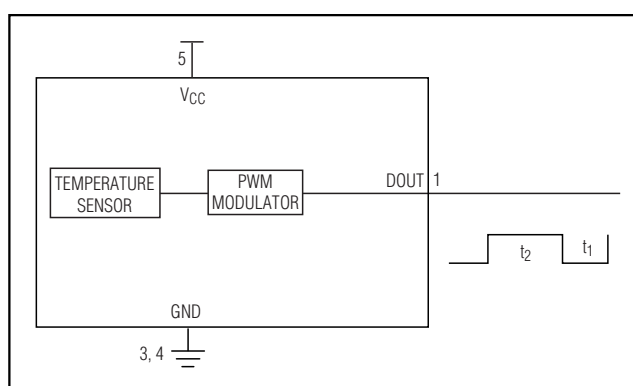 5
VCC
TEMPERATURE
SENSOR
PWM
MODULATOR
DOUT 1
t2
t1
GND
3, 4